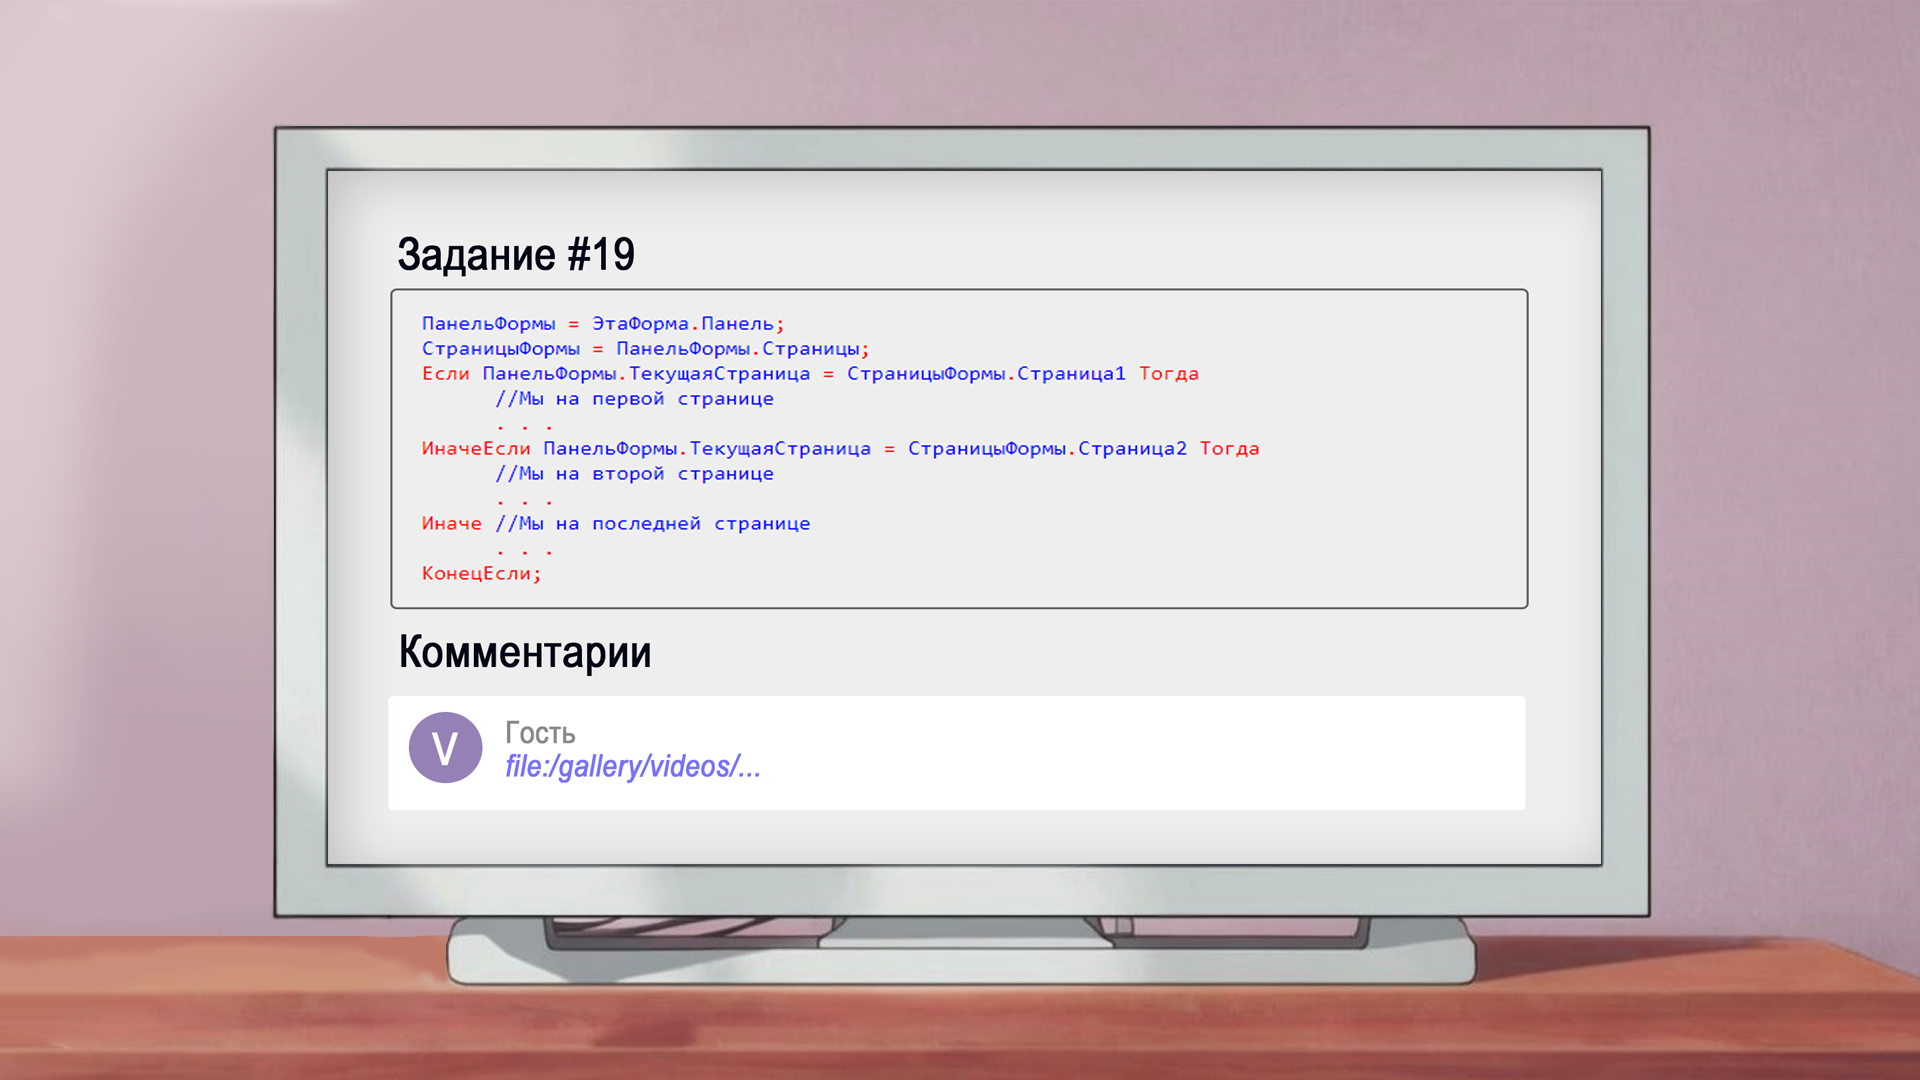 Задание #19
ПанельФормы = ЭтаФорма.Панель;
СтраницыФормы = ПанельФормы.Страницы;
Если ПанельФормы.ТекущаяСтраница = СтраницыФормы.Страница1 Тогда
//Мы на первой странице
. . .
ИначеЕсли ПанельФормы.ТекущаяСтраница = СтраницыФормы.Страница2 Тогда
//Мы на второй странице
. . .
Иначе //Мы на последней странице
. . .
КонецЕсли;
Комментарии
V
Гость
file:/gallery/videos/...